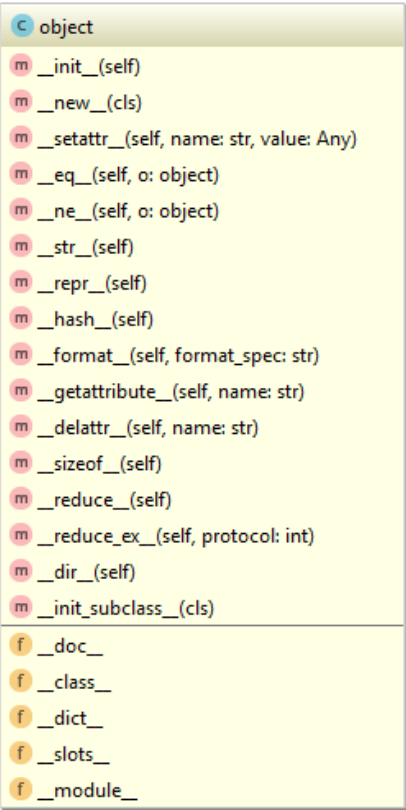 C object
m __init__(self)
m __new__(cls)
m __setattr__(self, name: str, value: Any)
m __eq__(self, o: object)
m __ne__(self, o: object)
m __str__(self)
m __repr__(self)
m __hash__(self)
m __format__(self, format_spec: str)
m __getattribute__(self, name: str)
m __delattr__(self, name: str)
m __sizeof__(self)
m __reduce__(self)
m __reduce_ex__(self, protocol: int)
m __dir__(self)
m __init_subclass__(cls)
f __doc__
f __class__
f __dict__
f __slots__
f __module__